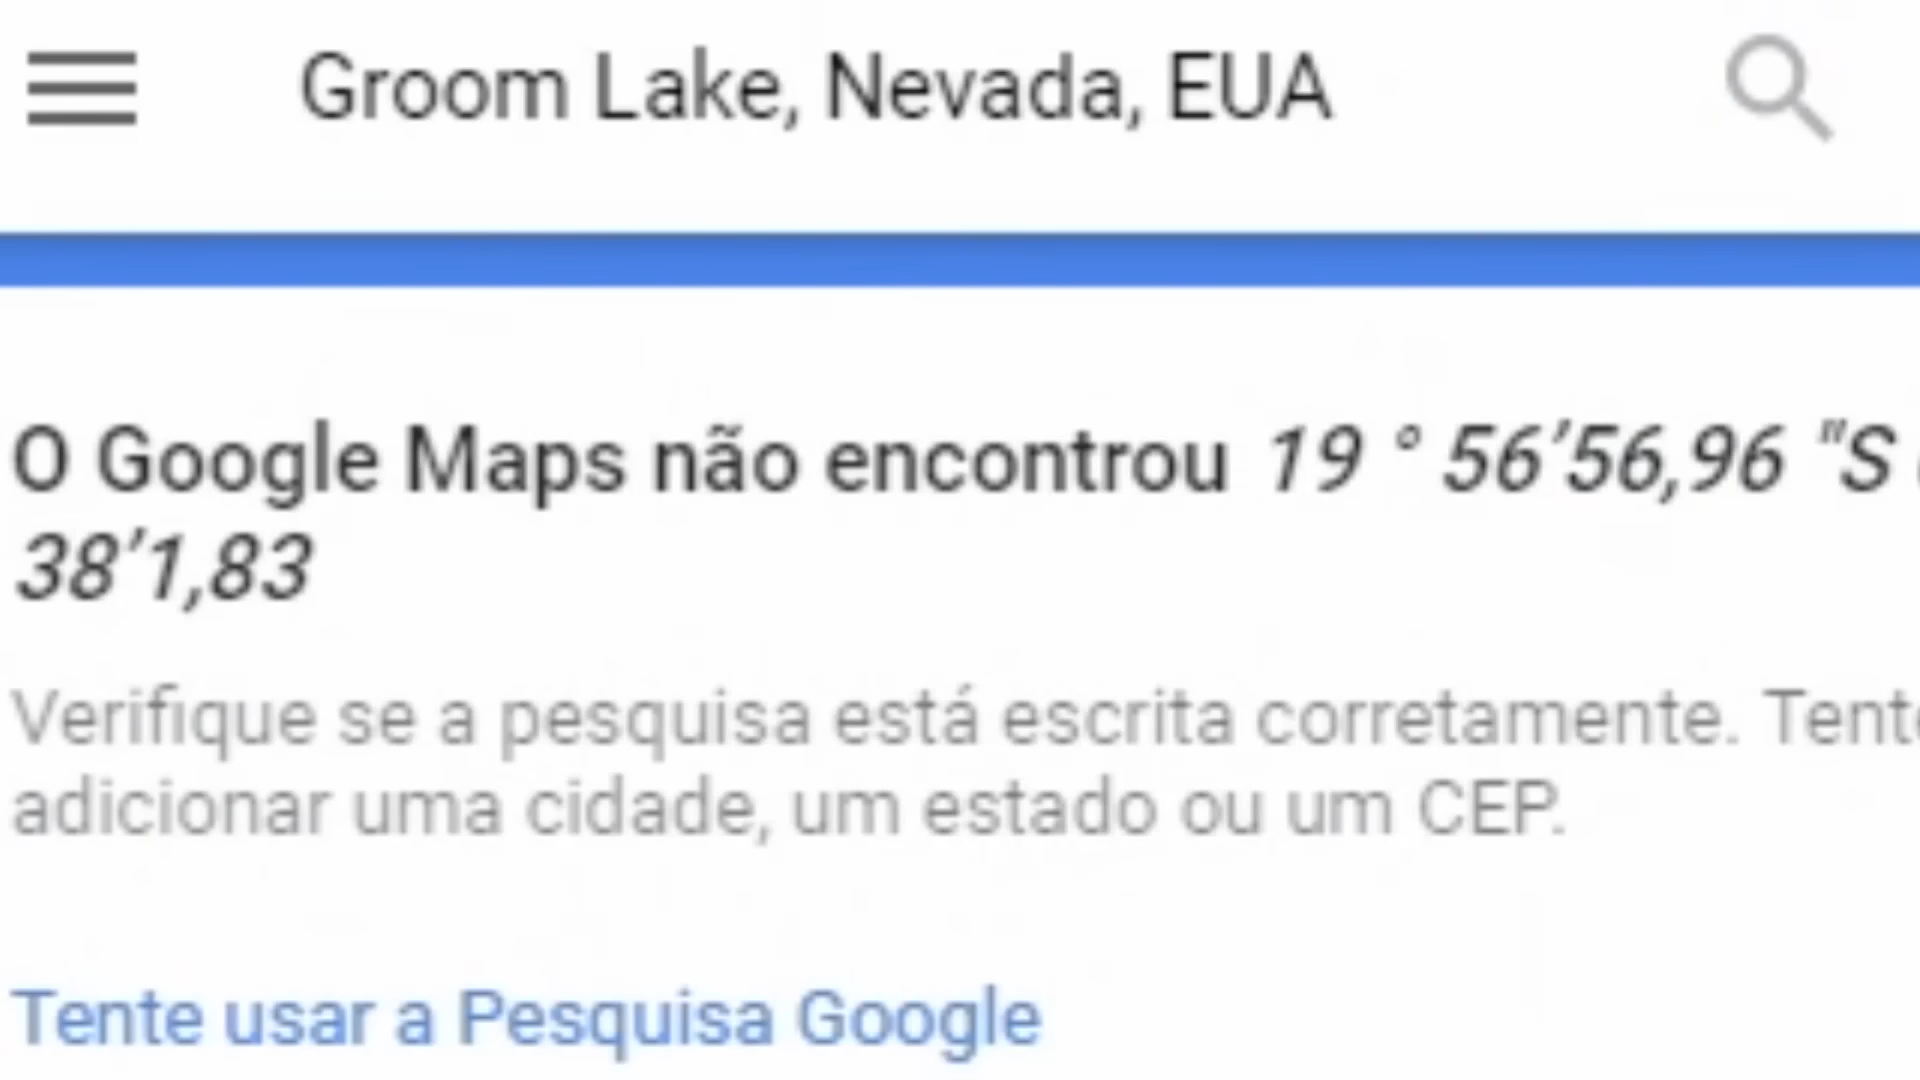 Groom Lake, Nevada, EUA
O Google Maps não encontrou 19 ° 56’56,96 "S
38’1,83
Verifique se a pesquisa está escrita corretamente. Tente
adicionar uma cidade, um estado ou um CEP.
Tente usar a Pesquisa Google